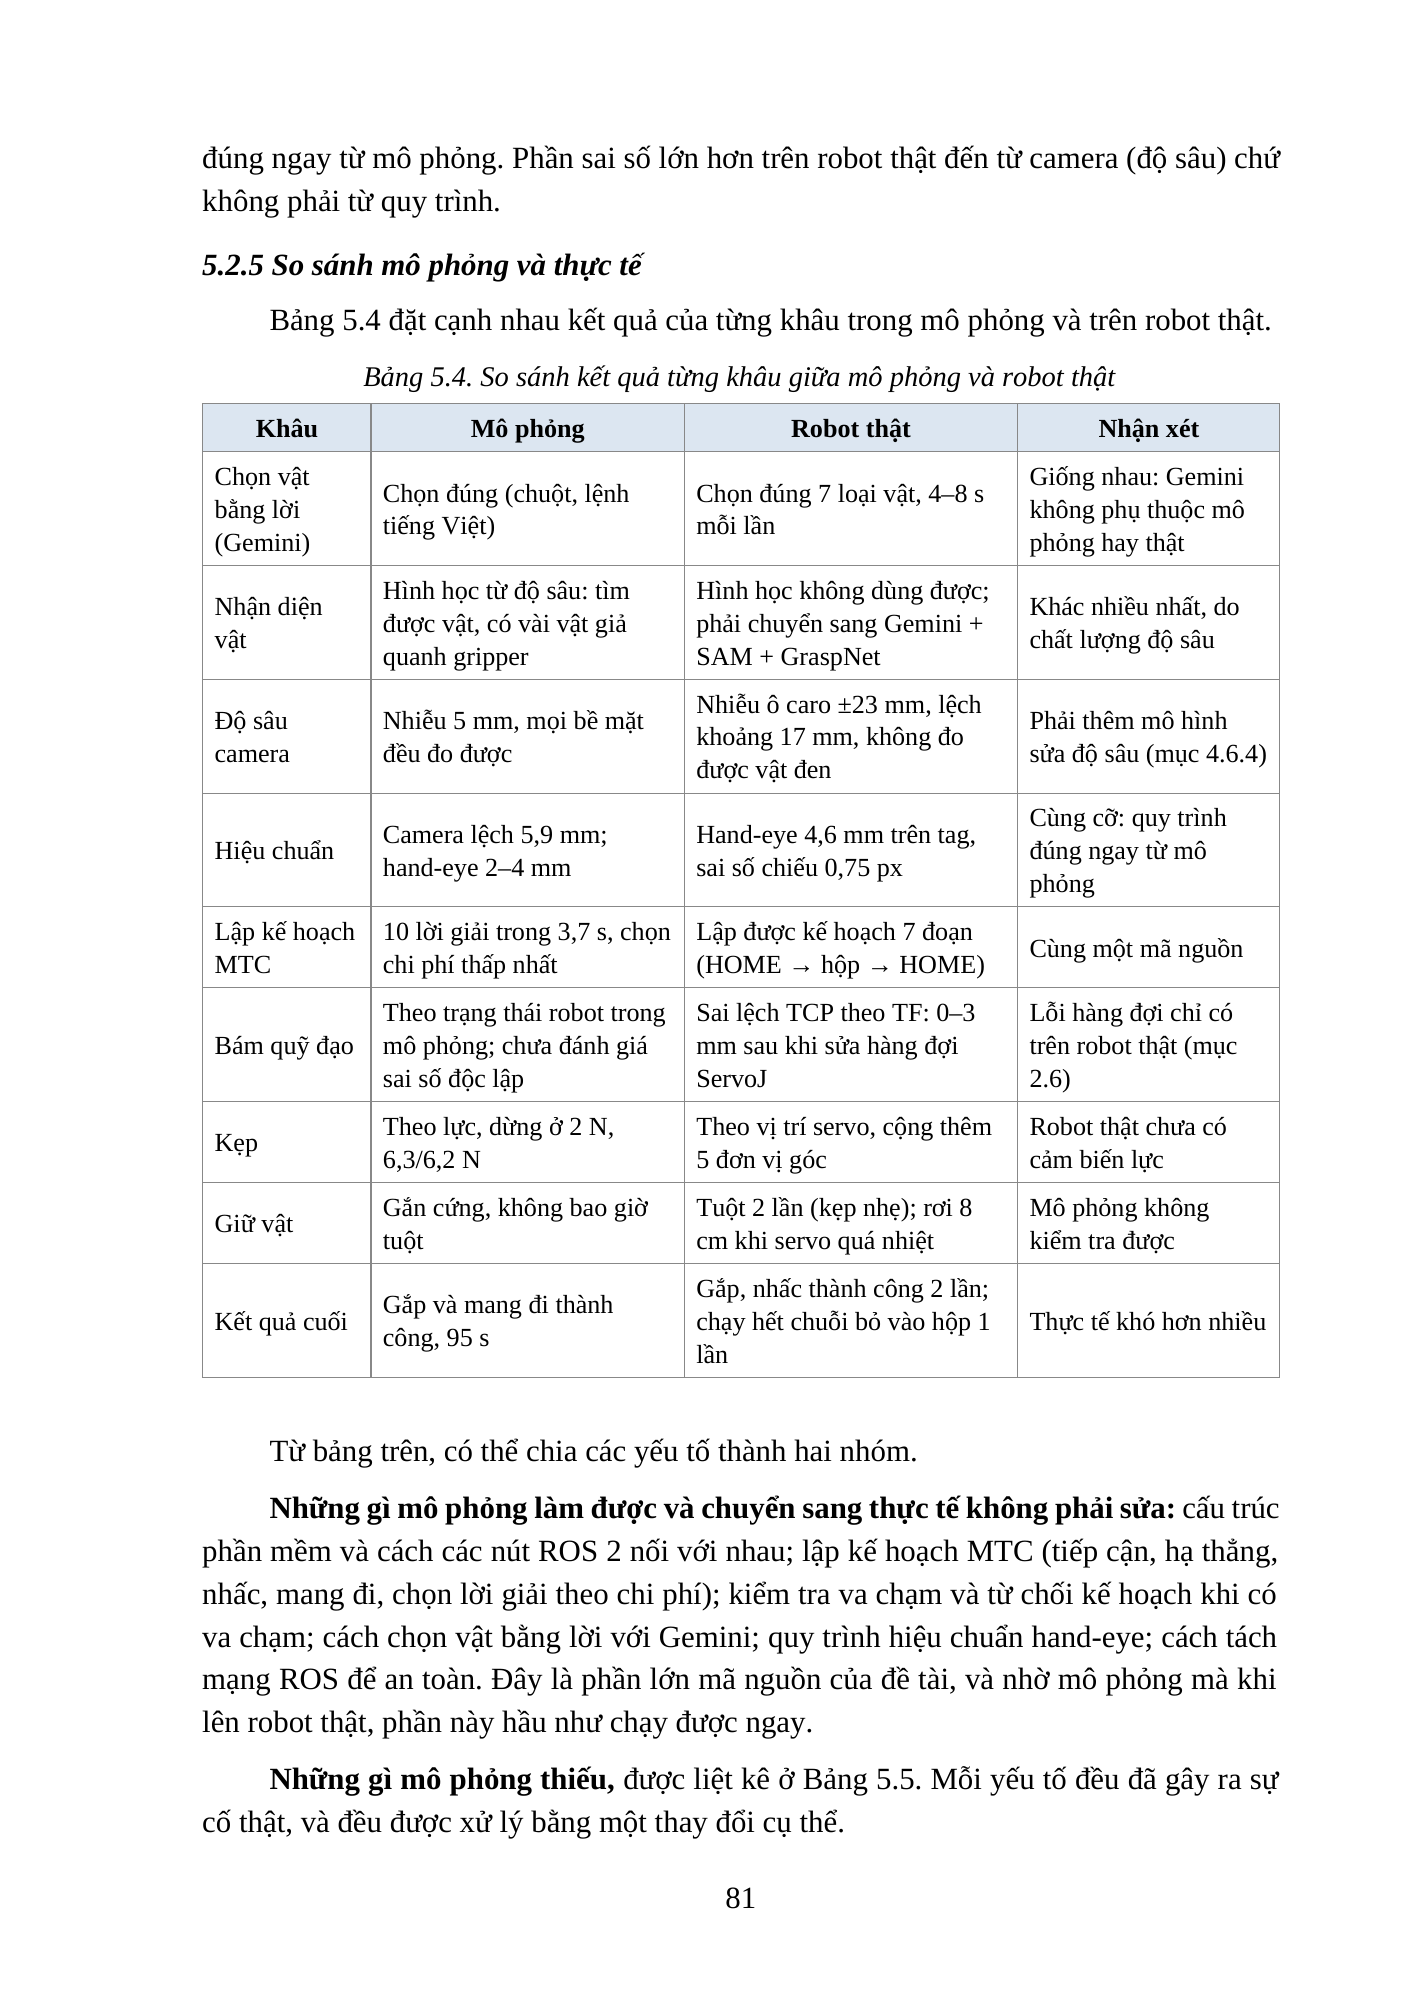 đúng ngay từ mô phỏng. Phần sai số lớn hơn trên robot thật đến từ camera (độ sâu) chứ
không phải từ quy trình.
5.2.5 So sánh mô phỏng và thực tế
Bảng 5.4 đặt cạnh nhau kết quả của từng khâu trong mô phỏng và trên robot thật.
Bảng 5.4. So sánh kết quả từng khâu giữa mô phỏng và robot thật
Khâu
Mô phỏng
Robot thật
Nhận xét
Chọn vật
bằng lời
(Gemini)
Chọn đúng (chuột, lệnh
tiếng Việt)
Chọn đúng 7 loại vật, 4–8 s
mỗi lần
Giống nhau: Gemini
không phụ thuộc mô
phỏng hay thật
Nhận diện
vật
Hình học từ độ sâu: tìm
được vật, có vài vật giả
quanh gripper
Hình học không dùng được;
phải chuyển sang Gemini +
SAM + GraspNet
Khác nhiều nhất, do
chất lượng độ sâu
Độ sâu
camera
Nhiễu 5 mm, mọi bề mặt
đều đo được
Nhiễu ô caro ±23 mm, lệch
khoảng 17 mm, không đo
được vật đen
Phải thêm mô hình
sửa độ sâu (mục 4.6.4)
Hiệu chuẩn
Camera lệch 5,9 mm;
hand-eye 2–4 mm
Hand-eye 4,6 mm trên tag,
sai số chiếu 0,75 px
Cùng cỡ: quy trình
đúng ngay từ mô
phỏng
Lập kế hoạch
MTC
10 lời giải trong 3,7 s, chọn
chi phí thấp nhất
Lập được kế hoạch 7 đoạn
(HOME → hộp → HOME)
Cùng một mã nguồn
Bám quỹ đạo
Theo trạng thái robot trong
mô phỏng; chưa đánh giá
sai số độc lập
Sai lệch TCP theo TF: 0–3
mm sau khi sửa hàng đợi
ServoJ
Lỗi hàng đợi chỉ có
trên robot thật (mục
2.6)
Kẹp
Theo lực, dừng ở 2 N,
6,3/6,2 N
Theo vị trí servo, cộng thêm
5 đơn vị góc
Robot thật chưa có
cảm biến lực
Giữ vật
Gắn cứng, không bao giờ
tuột
Tuột 2 lần (kẹp nhẹ); rơi 8
cm khi servo quá nhiệt
Mô phỏng không
kiểm tra được
Kết quả cuối
Gắp và mang đi thành
công, 95 s
Gắp, nhấc thành công 2 lần;
chạy hết chuỗi bỏ vào hộp 1
lần
Thực tế khó hơn nhiều
Từ bảng trên, có thể chia các yếu tố thành hai nhóm.
Những gì mô phỏng làm được và chuyển sang thực tế không phải sửa: cấu trúc
phần mềm và cách các nút ROS 2 nối với nhau; lập kế hoạch MTC (tiếp cận, hạ thẳng,
nhấc, mang đi, chọn lời giải theo chi phí); kiểm tra va chạm và từ chối kế hoạch khi có
va chạm; cách chọn vật bằng lời với Gemini; quy trình hiệu chuẩn hand-eye; cách tách
mạng ROS để an toàn. Đây là phần lớn mã nguồn của đề tài, và nhờ mô phỏng mà khi
lên robot thật, phần này hầu như chạy được ngay.
Những gì mô phỏng thiếu, được liệt kê ở Bảng 5.5. Mỗi yếu tố đều đã gây ra sự
cố thật, và đều được xử lý bằng một thay đổi cụ thể.
81